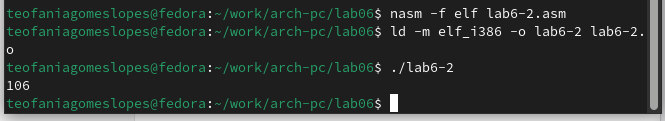 teofaniagomeslopes@fedora:~/work/arch-pc/lab06$ nasm -f elf lab6-2.asm
teofaniagomeslopes@fedora:~/work/arch-pc/lab06$ ld -m elf_i386 -o lab6-2 lab6-2.
o
teofaniagomeslopes@fedora:~/work/arch-pc/lab06$ ./lab6-2
106
teofaniagomeslopes@fedora:~/work/arch-pc/lab06$